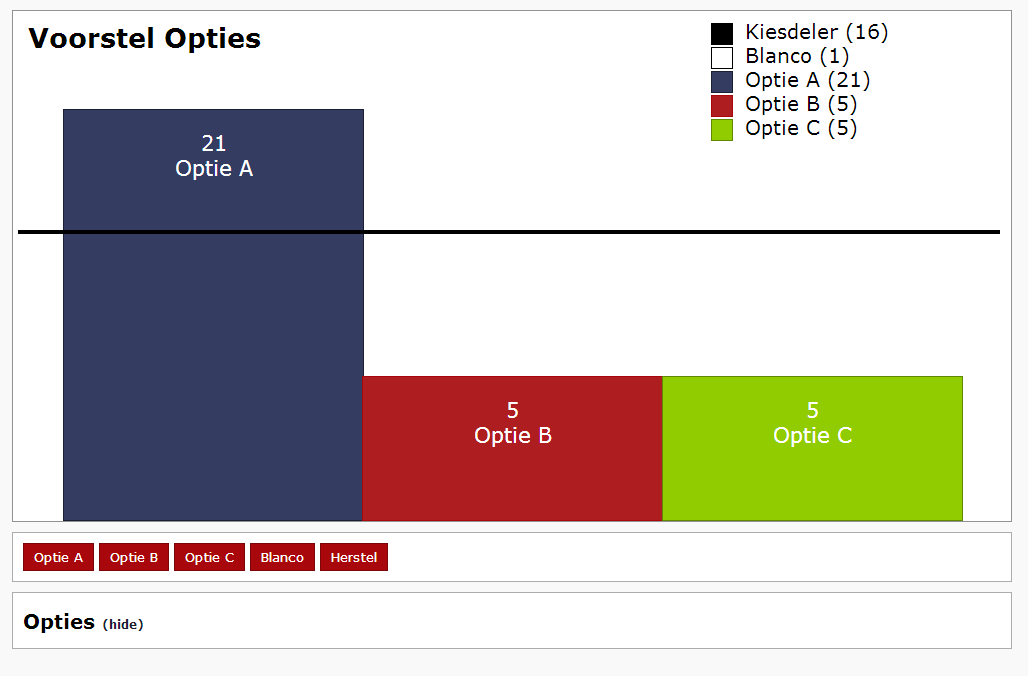 Voorstel Opties
Kiesdeler (16)
Blanco (1)
Optie A (21)
Optie B (5)
Optie C (5)
21
Optie A
5
Optie B
5
Optie C
Optie A Optie B Optie C Blanco Herstel
Opties (hide)